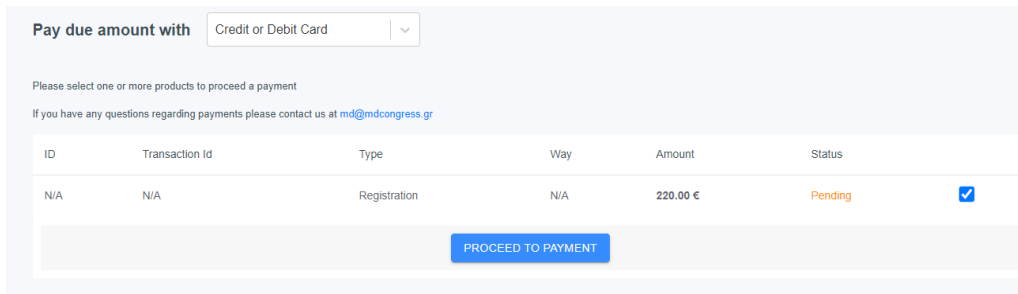 Pay due amount with Credit or Debit Card
Please select one or more products to proceed a payment
If you have any questions regarding payments please contact us at md@mdcongress.gr
ID Transaction Id Type Way Amount Status
N/A N/A Registration N/A 220.00 € Pending
PROCEED TO PAYMENT